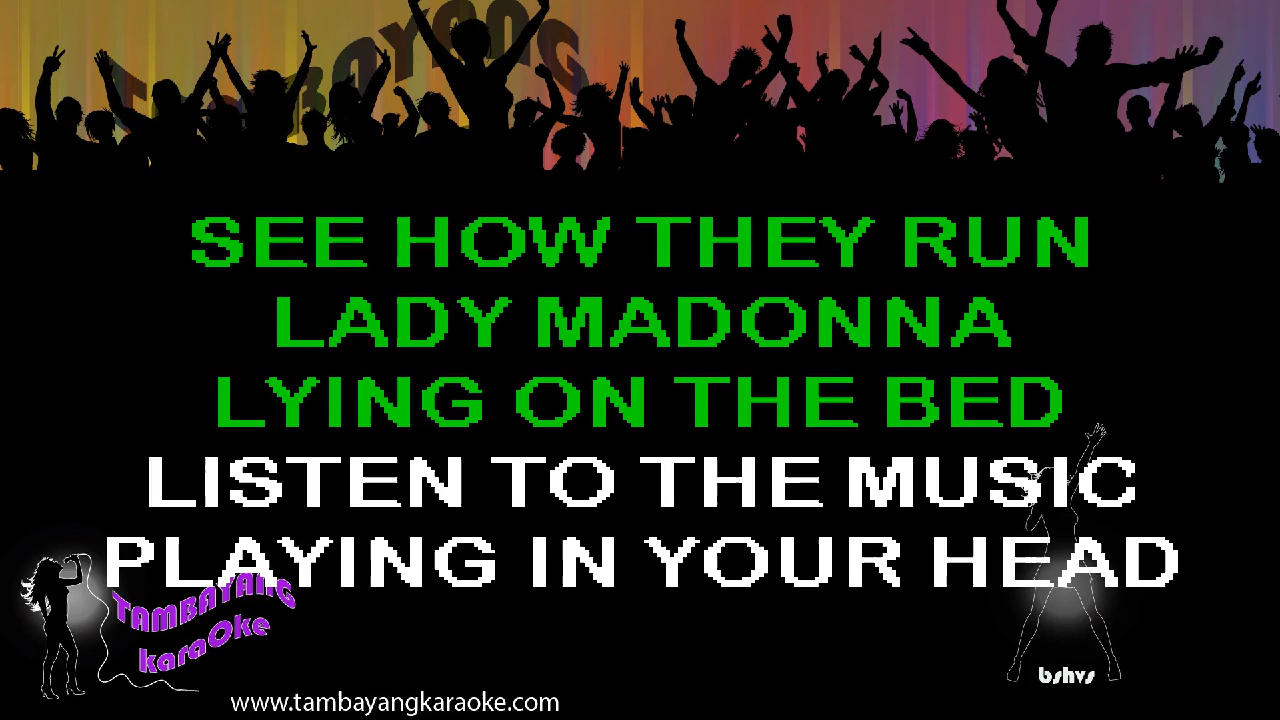 TAMBAYANG
SEE HOW THEY RUN
LADY MADONNA
LYING ON THE BED
LISTEN TO THE MUSIC
PLAYING IN YOUR HEAD
TAMBAYANG
karaOke
bshvs
www.tambayangkaraoke.com